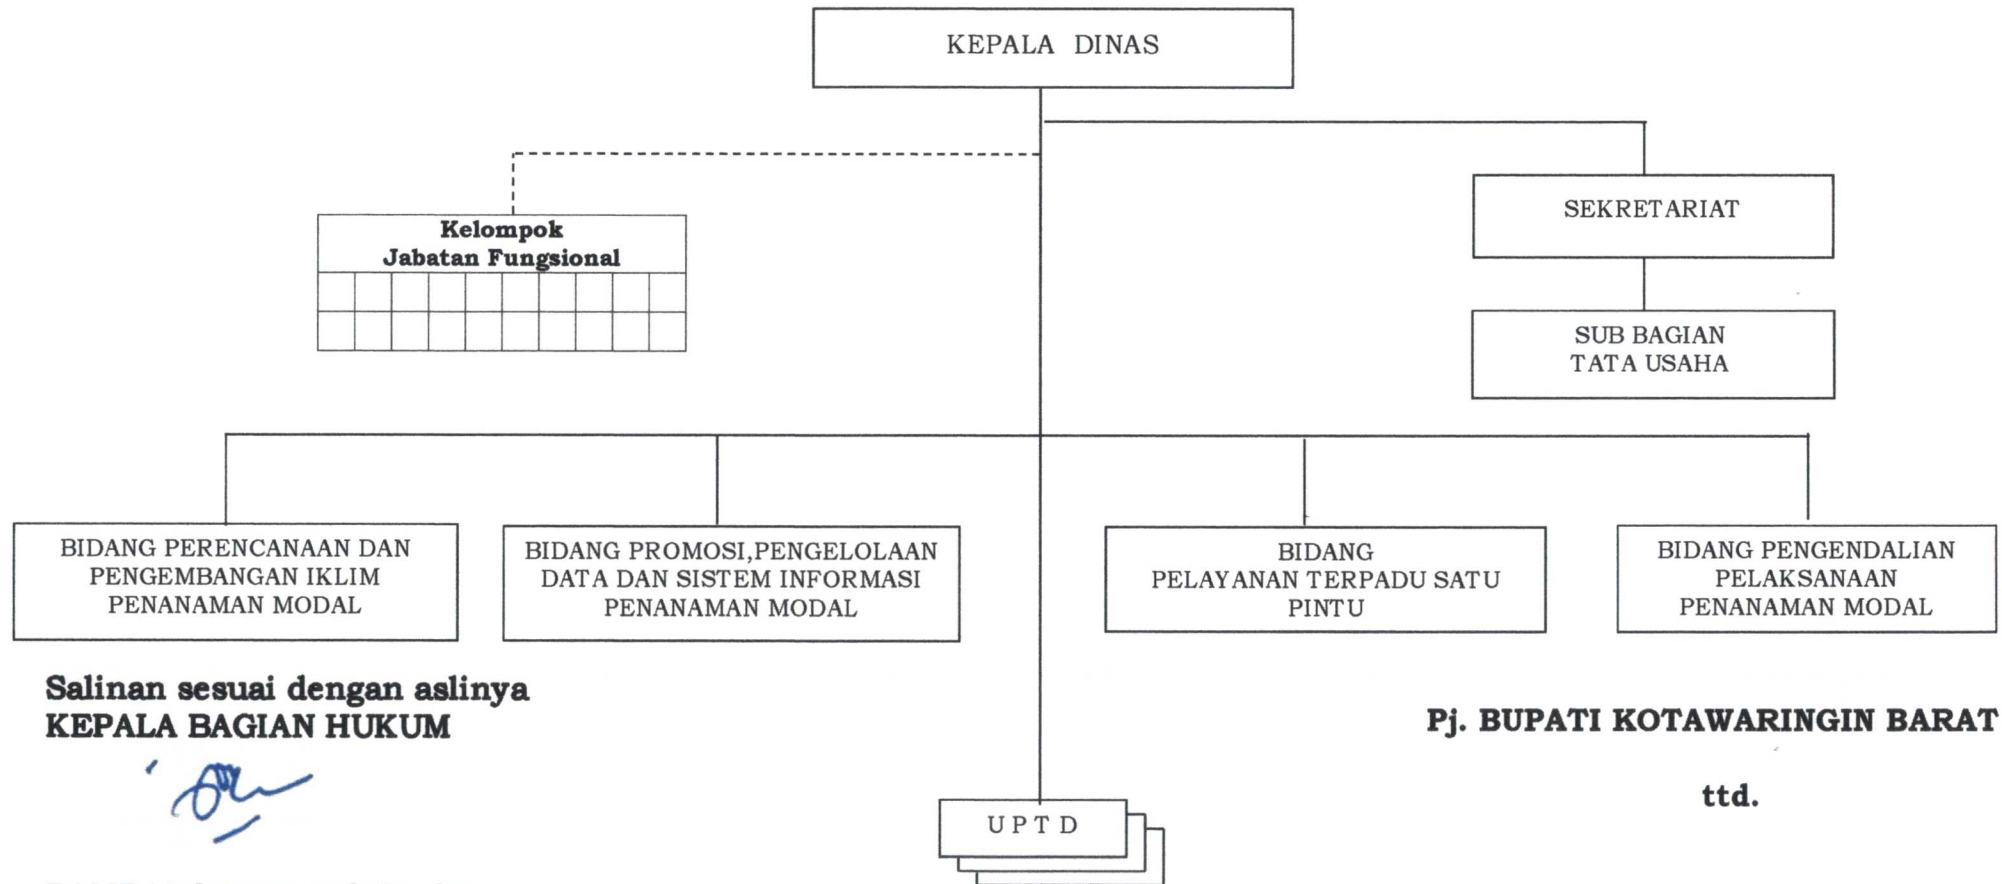 KEPALA DINAS
Kelompok
Jabatan Fungsional
SEKRETARIAT
SUB BAGIAN
TATA USAHA
BIDANG PERENCANAAN DAN
PENGEMBANGAN IKLIM
PENANAMAN MODAL
BIDANG PROMOSI,PENGELOLAAN
DATA DAN SISTEM INFORMASI
PENANAMAN MODAL
BIDANG
PELAYANAN TERPADU SATU
PINTU
BIDANG PENGENDALIAN
PELAKSANAAN
PENANAMAN MODAL
Salinan sesuai dengan aslinya
KEPALA BAGIAN HUKUM
Pj. BUPATI KOTAWARINGIN BARAT
ttd.
U P T D